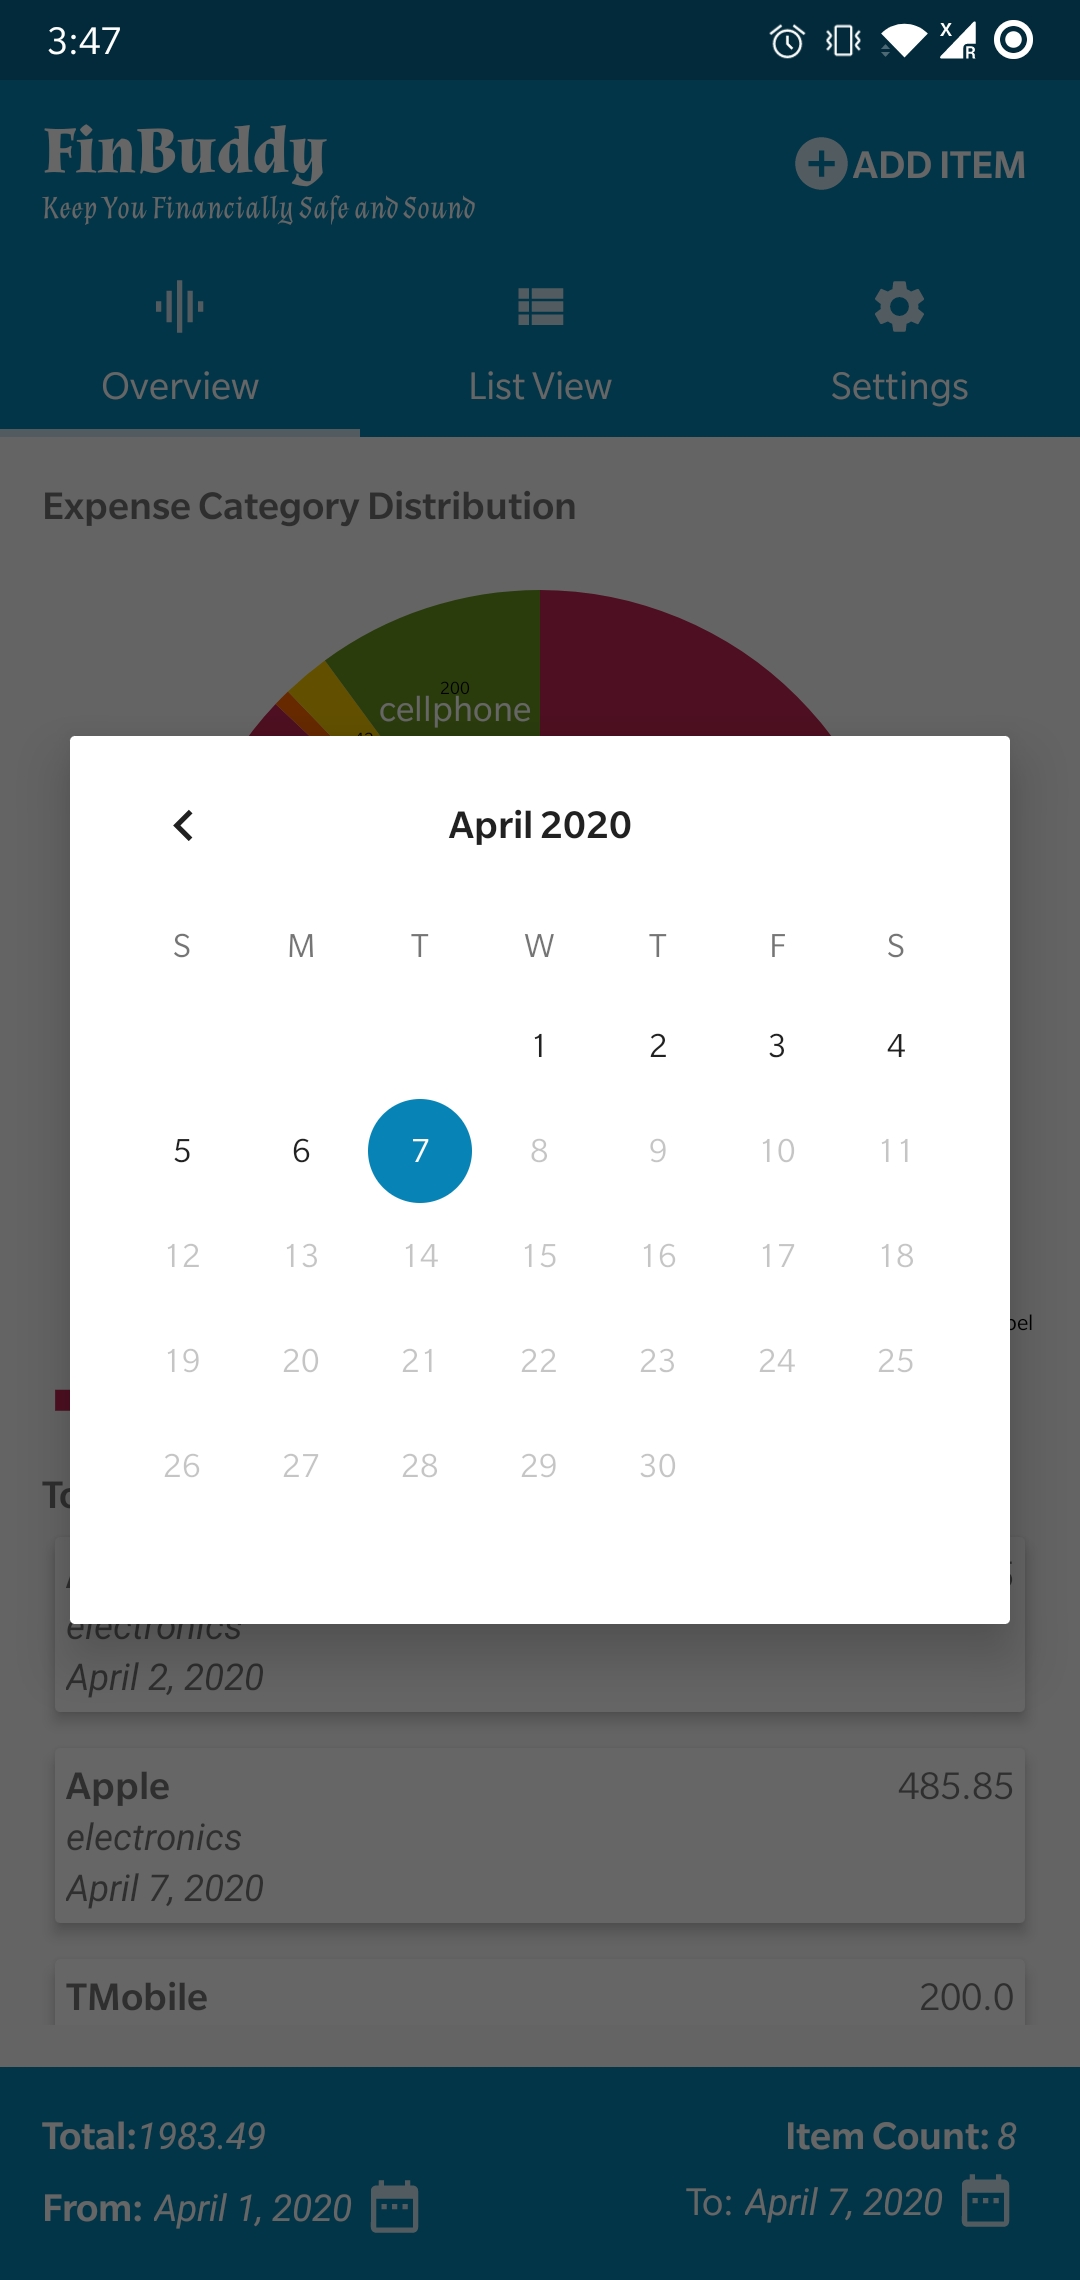 3:47
X
R
FinBuddy
Keep You Financially Safe and Sound
ADD ITEM
Overview List View Settings
Expense Category Distribution
200
cellphone
April 2020
S M T W T F S
1 2 3 4
5 6 7 8 9 10 11
12 13 14 15 16 17 18
19 20 21 22 23 24 25
26 27 28 29 30
electronics
April 2, 2020
Apple 485.85
electronics
April 7, 2020
TMobile 200.0
Total:1983.49 Item Count: 8
From: April 1, 2020 To: April 7, 2020